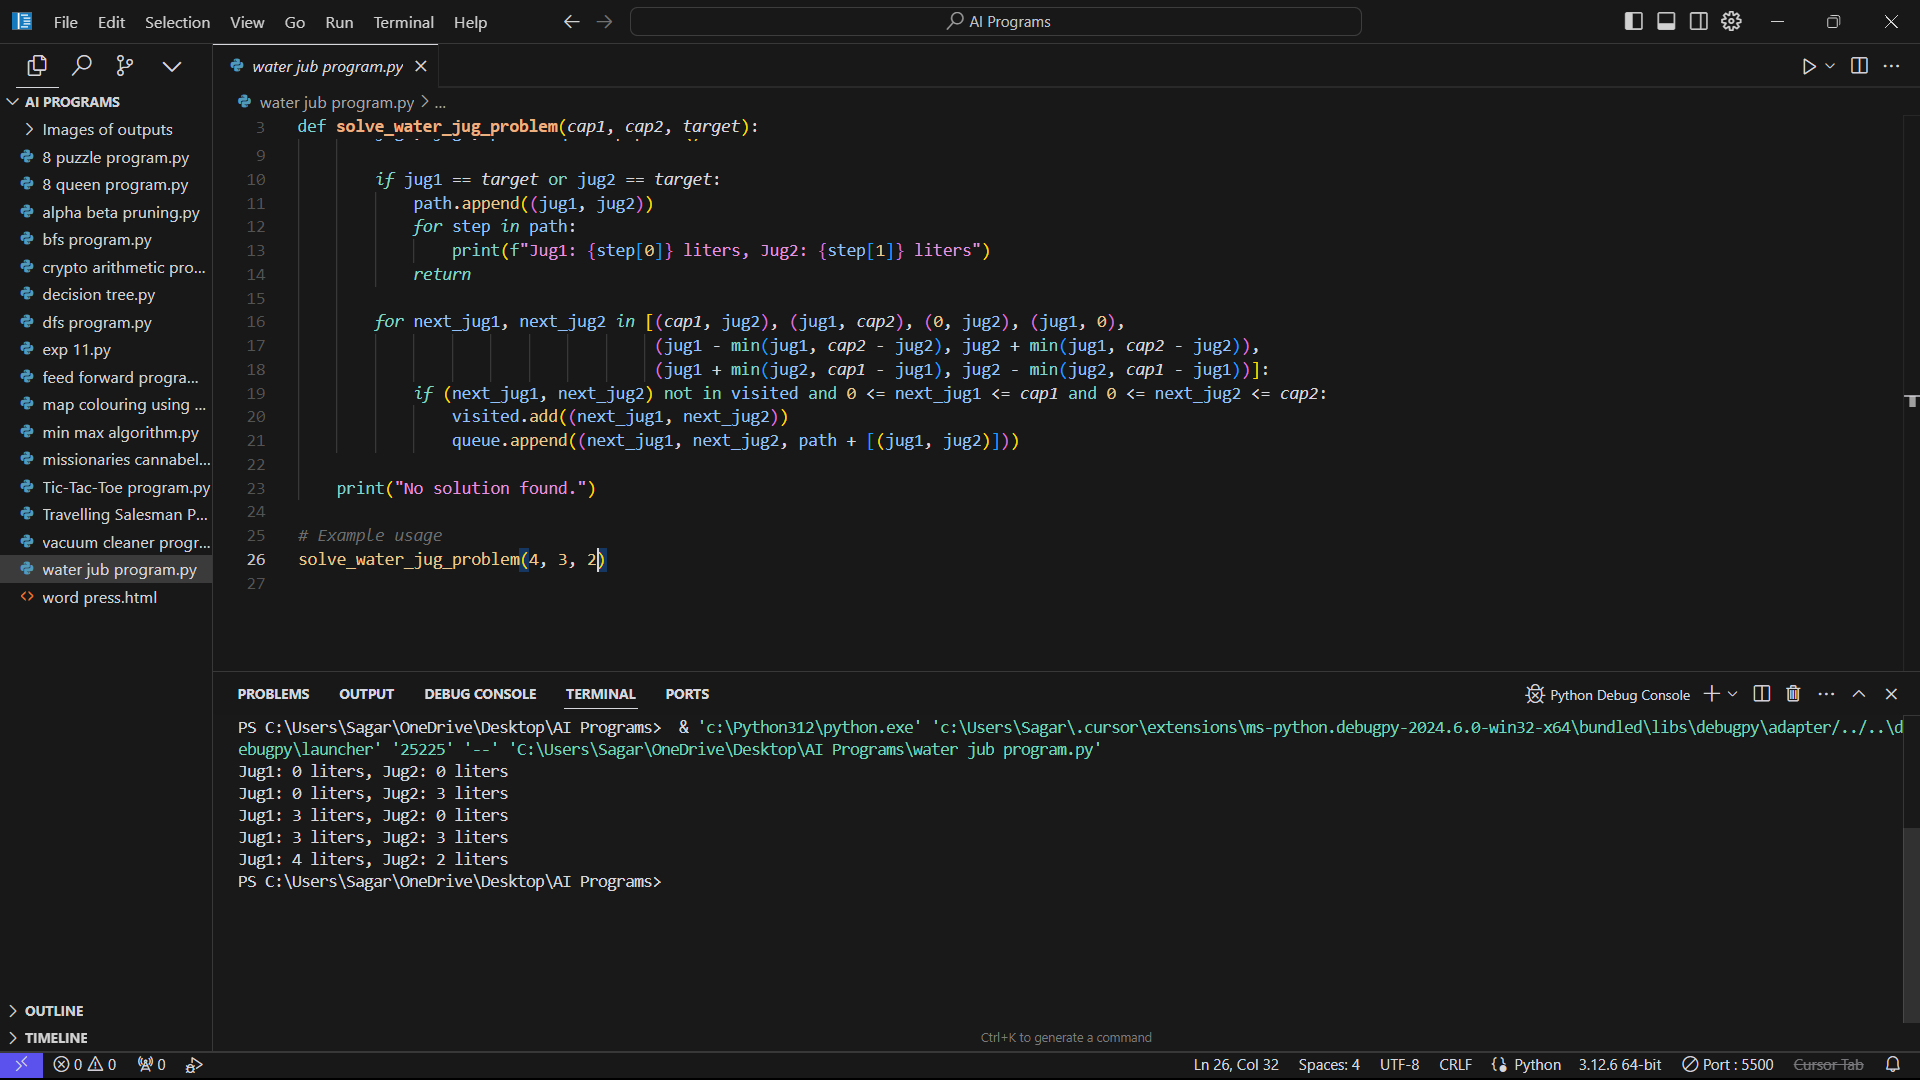 File Edit Selection View Go Run Terminal Help
AI Programs
AI PROGRAMS
Images of outputs
8 puzzle program.py
8 queen program.py
alpha beta pruning.py
bfs program.py
crypto arithmetic pro...
decision tree.py
dfs program.py
exp 11.py
feed forward progra...
map colouring using ...
min max algorithm.py
missionaries cannabel...
Tic-Tac-Toe program.py
Travelling Salesman P...
vacuum cleaner progr...
water jub program.py
word press.html
OUTLINE
TIMELINE
water jub program.py
water jub program.py > ...
3 def solve_water_jug_problem(cap1, cap2, target):
9
10 if jug1 == target or jug2 == target:
11 path.append((jug1, jug2))
12 for step in path:
13 print(f"Jug1: {step[0]} liters, Jug2: {step[1]} liters")
14 return
15
16 for next_jug1, next_jug2 in [(cap1, jug2), (jug1, cap2), (0, jug2), (jug1, 0),
17 (jug1 - min(jug1, cap2 - jug2), jug2 + min(jug1, cap2 - jug2)),
18 (jug1 + min(jug2, cap1 - jug1), jug2 - min(jug2, cap1 - jug1))]:
19 if (next_jug1, next_jug2) not in visited and 0 <= next_jug1 <= cap1 and 0 <= next_jug2 <= cap2:
20 visited.add((next_jug1, next_jug2))
21 queue.append((next_jug1, next_jug2, path + [(jug1, jug2)]))
22
23 print("No solution found.")
24
25 # Example usage
26 solve_water_jug_problem(4, 3, 2)
27
PROBLEMS OUTPUT DEBUG CONSOLE TERMINAL PORTS
Python Debug Console
PS C:\Users\Sagar\OneDrive\Desktop\AI Programs> & 'c:\Python312\python.exe' 'c:\Users\Sagar\.cursor\extensions\ms-python.debugpy-2024.6.0-win32-x64\bundled\libs\debugpy\adapter/../..\d
ebugpy\launcher' '25225' '--' 'C:\Users\Sagar\OneDrive\Desktop\AI Programs\water jub program.py'
Jug1: 0 liters, Jug2: 0 liters
Jug1: 0 liters, Jug2: 3 liters
Jug1: 3 liters, Jug2: 0 liters
Jug1: 3 liters, Jug2: 3 liters
Jug1: 4 liters, Jug2: 2 liters
PS C:\Users\Sagar\OneDrive\Desktop\AI Programs>
Ctrl+K to generate a command
0 0 0
Ln 26, Col 32 Spaces: 4 UTF-8 CRLF Python 3.12.6 64-bit Port : 5500 Cursor Tab